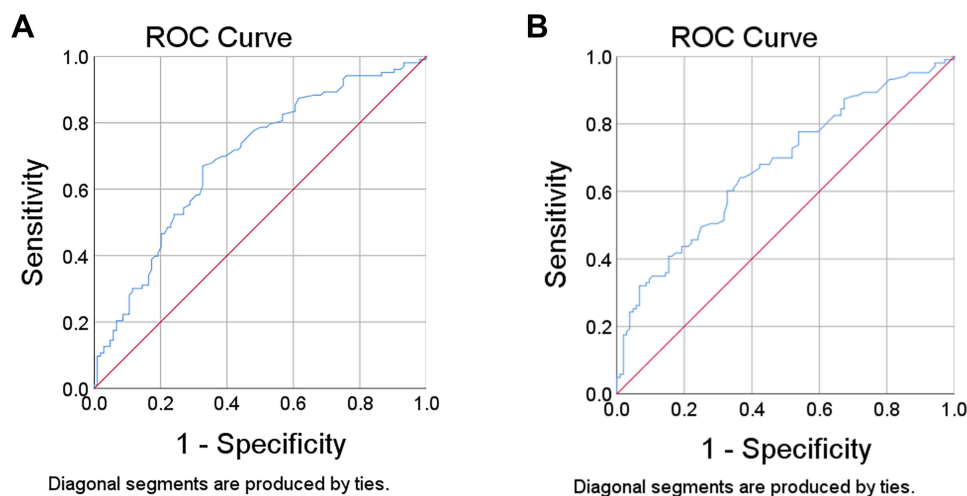 A
ROC Curve
1.0
0.8
0.6
0.4
0.2
0.0
Sensitivity
0.0 0.2 0.4 0.6 0.8 1.0
1 - Specificity
Diagonal segments are produced by ties.
B
ROC Curve
1.0
0.8
0.6
0.4
0.2
0.0
Sensitivity
0.0 0.2 0.4 0.6 0.8 1.0
1 - Specificity
Diagonal segments are produced by ties.